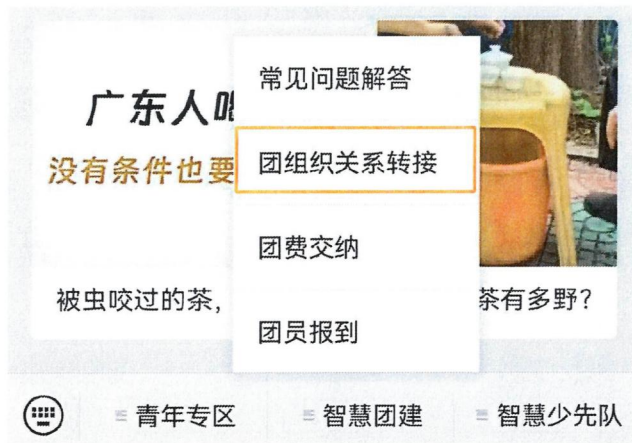 常见问题解答
广东人喝
团组织关系转接
没有条件也要
团费交纳
被虫咬过的茶,
茶有多野?
团员报到
青年专区
智慧团建
智慧少先队